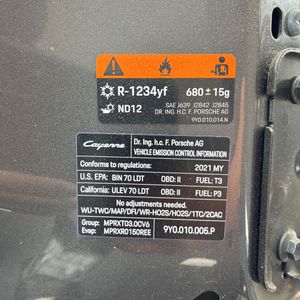 R-1234yf 680 ± 15g
ND12 SAE J639 J2842 J2845
DR. ING. H.C. F. PORSCHE AG
9Y0.010.014.N
Cayenne Dr. Ing. h.c. F. Porsche AG
VEHICLE EMISSION CONTROL INFORMATION
Conforms to regulations: 2021 MY
U.S. EPA: BIN 70 LDT OBD: II FUEL: T3
California: ULEV 70 LDT OBD: II FUEL: P3
No adjustments needed.
WU-TWC/MAP/DFI/WR-HO2S/HO2S/1TC/2CAC
Group: MPRXT03.0CV6
Evap: MPRXR0150REE 9Y0.010.005.P